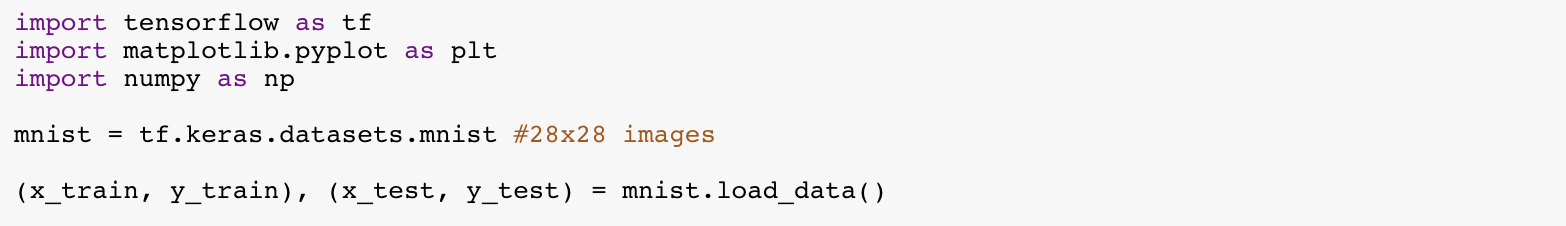 import tensorflow as tf
import matplotlib.pyplot as plt
import numpy as np
mnist = tf.keras.datasets.mnist #28x28 images
(x_train, y_train), (x_test, y_test) = mnist.load_data()